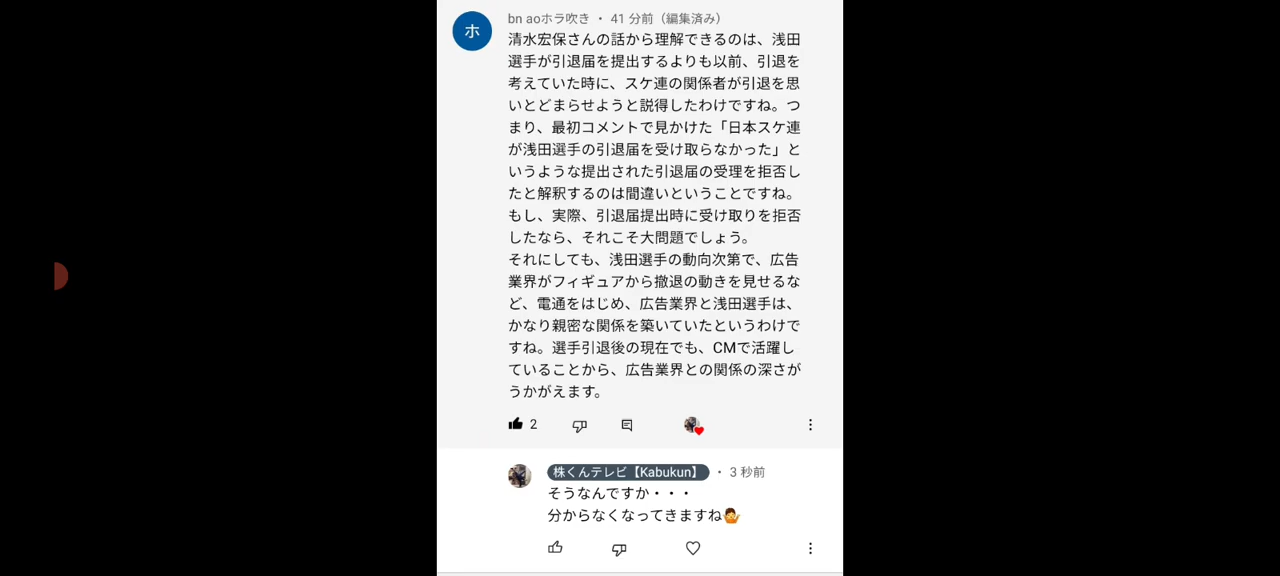 ホ
bn aoホラ吹き ・ 41 分前（編集済み）
清水宏保さんの話から理解できるのは、浅田
選手が引退届を提出するよりも以前、引退を
考えていた時に、スケ連の関係者が引退を思
いとどまらせようと説得したわけですね。つ
まり、最初コメントで見かけた「日本スケ連
が浅田選手の引退届を受け取らなかった」と
いうような提出された引退届の受理を拒否し
たと解釈するのは間違いということですね。
もし、実際、引退届提出時に受け取りを拒否
したなら、それこそ大問題でしょう。
それにしても、浅田選手の動向次第で、広告
業界がフィギュアから撤退の動きを見せるな
ど、電通をはじめ、広告業界と浅田選手は、
かなり親密な関係を築いていたというわけで
すね。選手引退後の現在でも、CMで活躍し
ていることから、広告業界との関係の深さが
うかがえます。
2
株くんテレビ【Kabukun】 ・ 3 秒前
そうなんですか・・・
分からなくなってきますね🤷